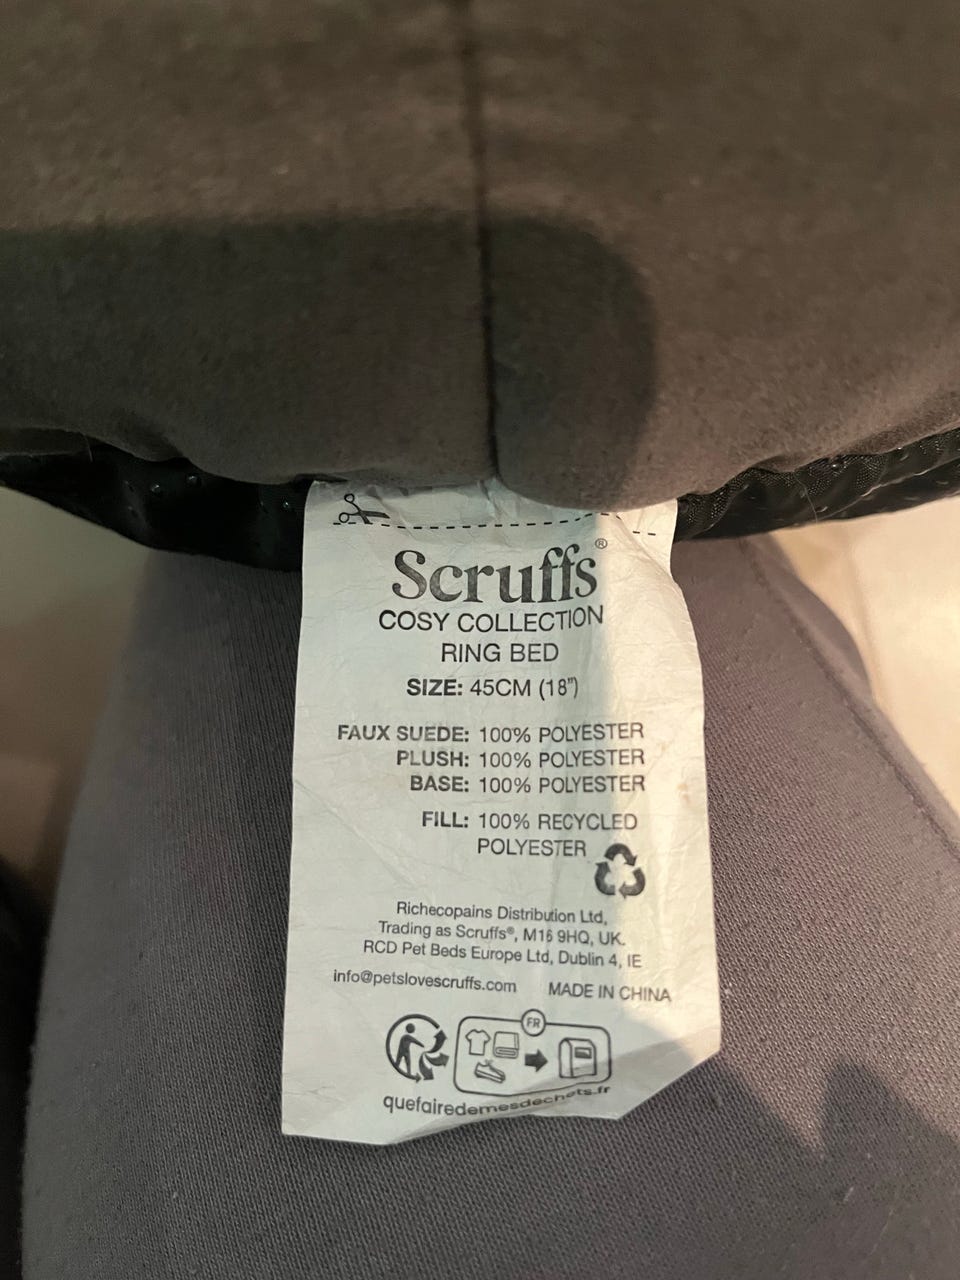 Scruffs®
COSY COLLECTION
RING BED
SIZE: 45CM (18”)
FAUX SUEDE: 100% POLYESTER
PLUSH: 100% POLYESTER
BASE: 100% POLYESTER
FILL: 100% RECYCLED
POLYESTER
Richecopains Distribution Ltd,
Trading as Scruffs®, M16 9HQ, UK.
RCD Pet Beds Europe Ltd, Dublin 4, IE
info@petslovescruffs.com MADE IN CHINA
FR
quefairedemesdechets.fr